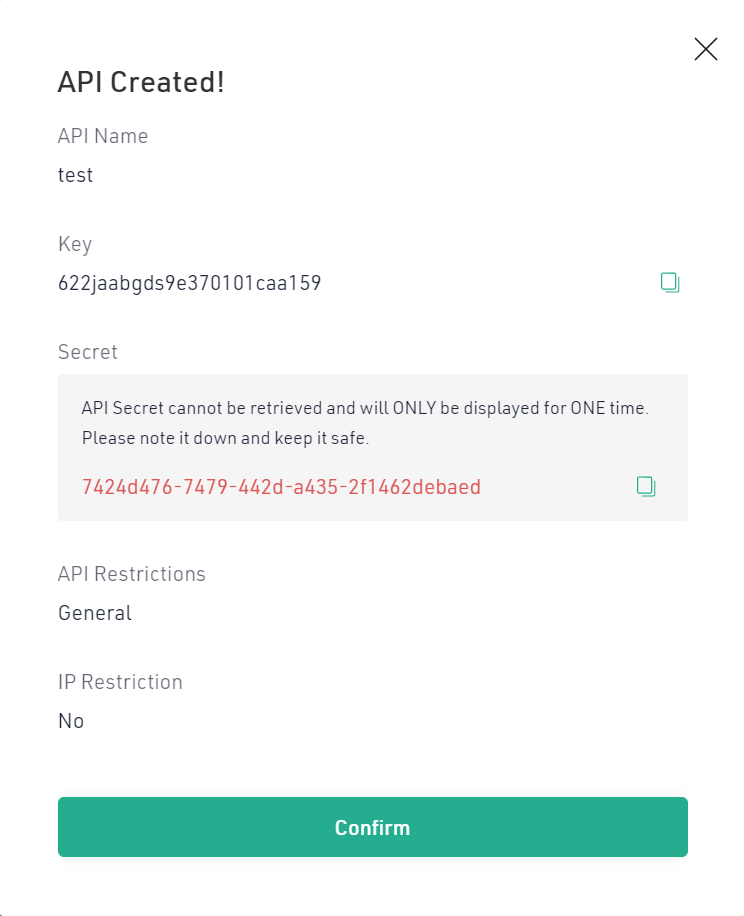 API Created!
API Name
test
Key
622jaabgds9e370101caa159
Secret
API Secret cannot be retrieved and will ONLY be displayed for ONE time.
Please note it down and keep it safe.
7424d476-7479-442d-a435-2f1462debaed
API Restrictions
General
IP Restriction
No
Confirm